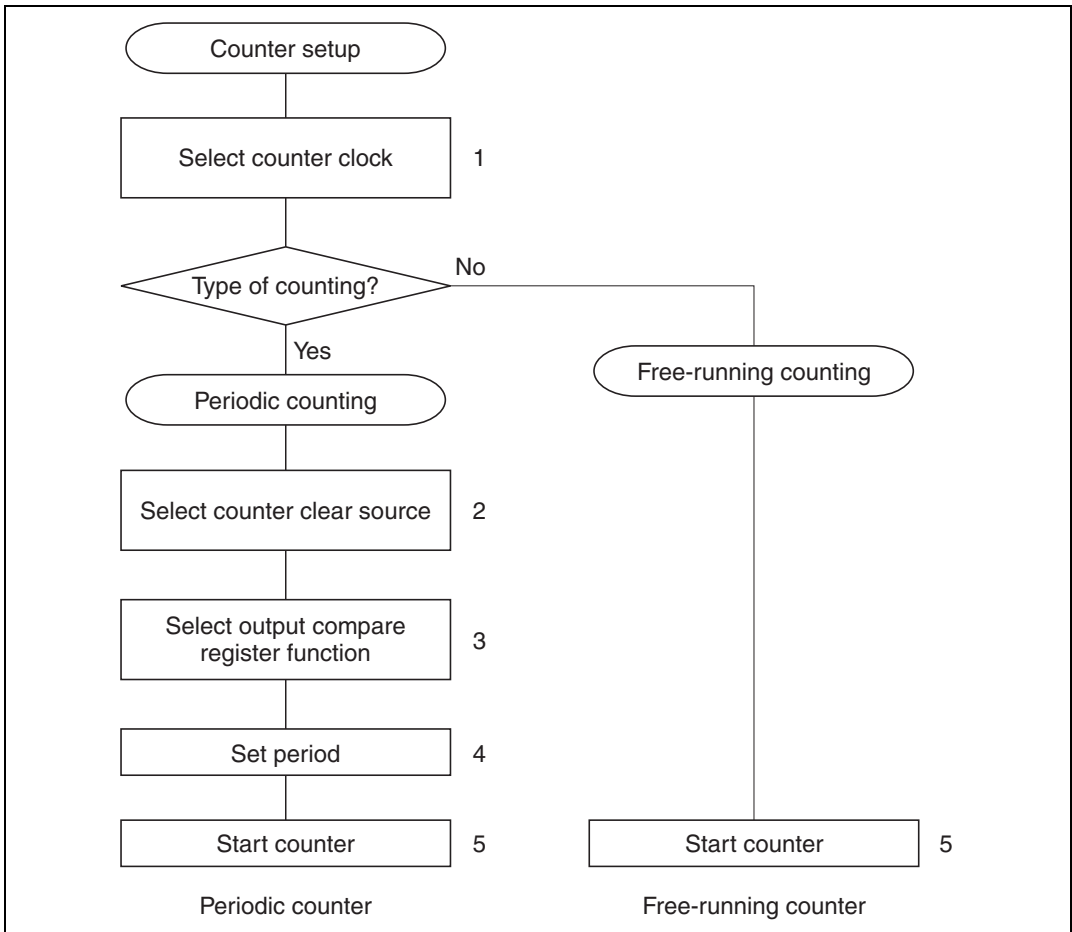 Counter setup
Select counter clock
1
Type of counting?
No
Yes
Free-running counting
Periodic counting
Select counter clear source
2
Select output compare
register function
3
Set period
4
Start counter
5
Start counter
5
Periodic counter
Free-running counter